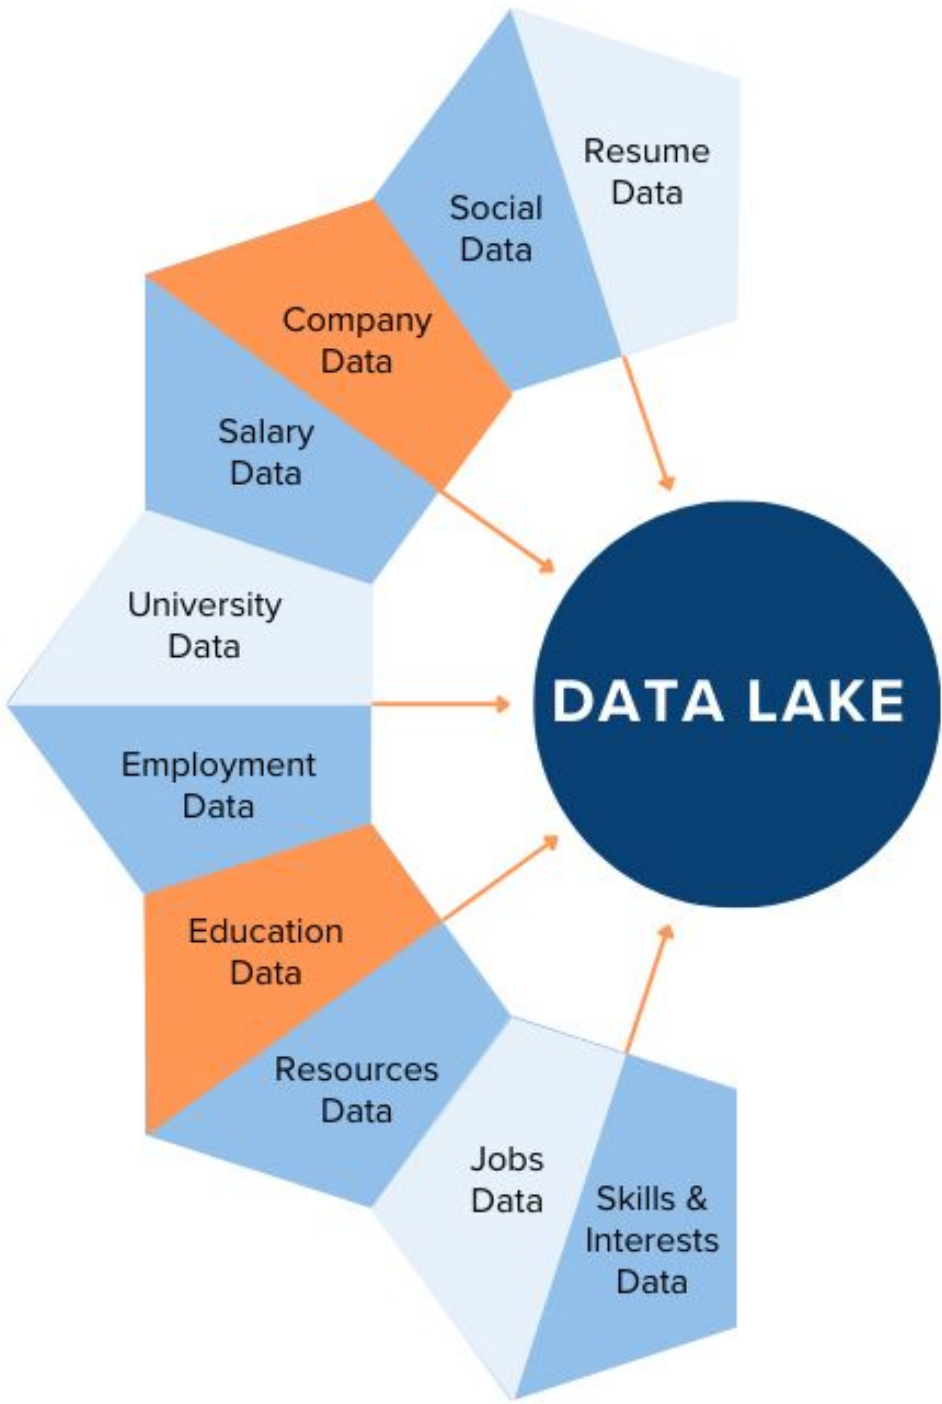 Resume
Data
Social
Data
Company
Data
Salary
Data
University
Data
Employment
Data
Education
Data
Resources
Data
Jobs
Data
Skills &
Interests
Data
DATA LAKE